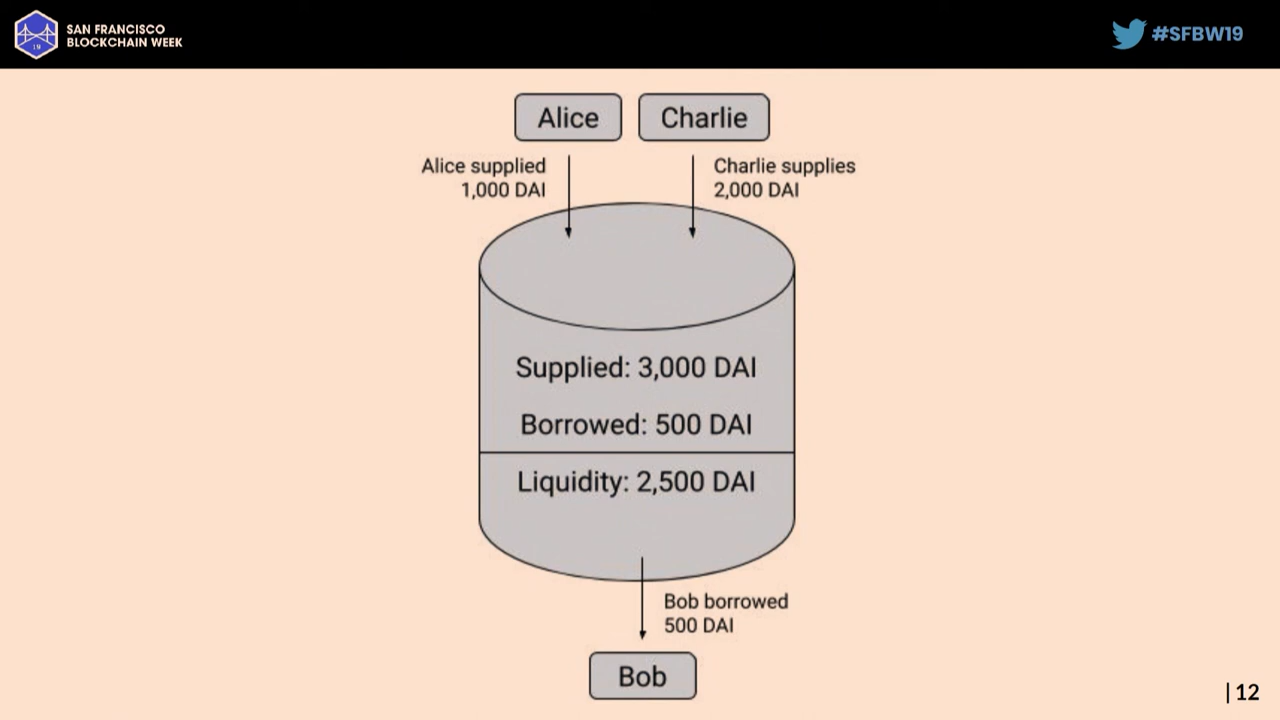 SAN FRANCISCO
BLOCKCHAIN WEEK
19
#SFBW19
Alice
Charlie
Alice supplied
1,000 DAI
Charlie supplies
2,000 DAI
Supplied: 3,000 DAI
Borrowed: 500 DAI
Liquidity: 2,500 DAI
Bob borrowed
500 DAI
Bob
| 12